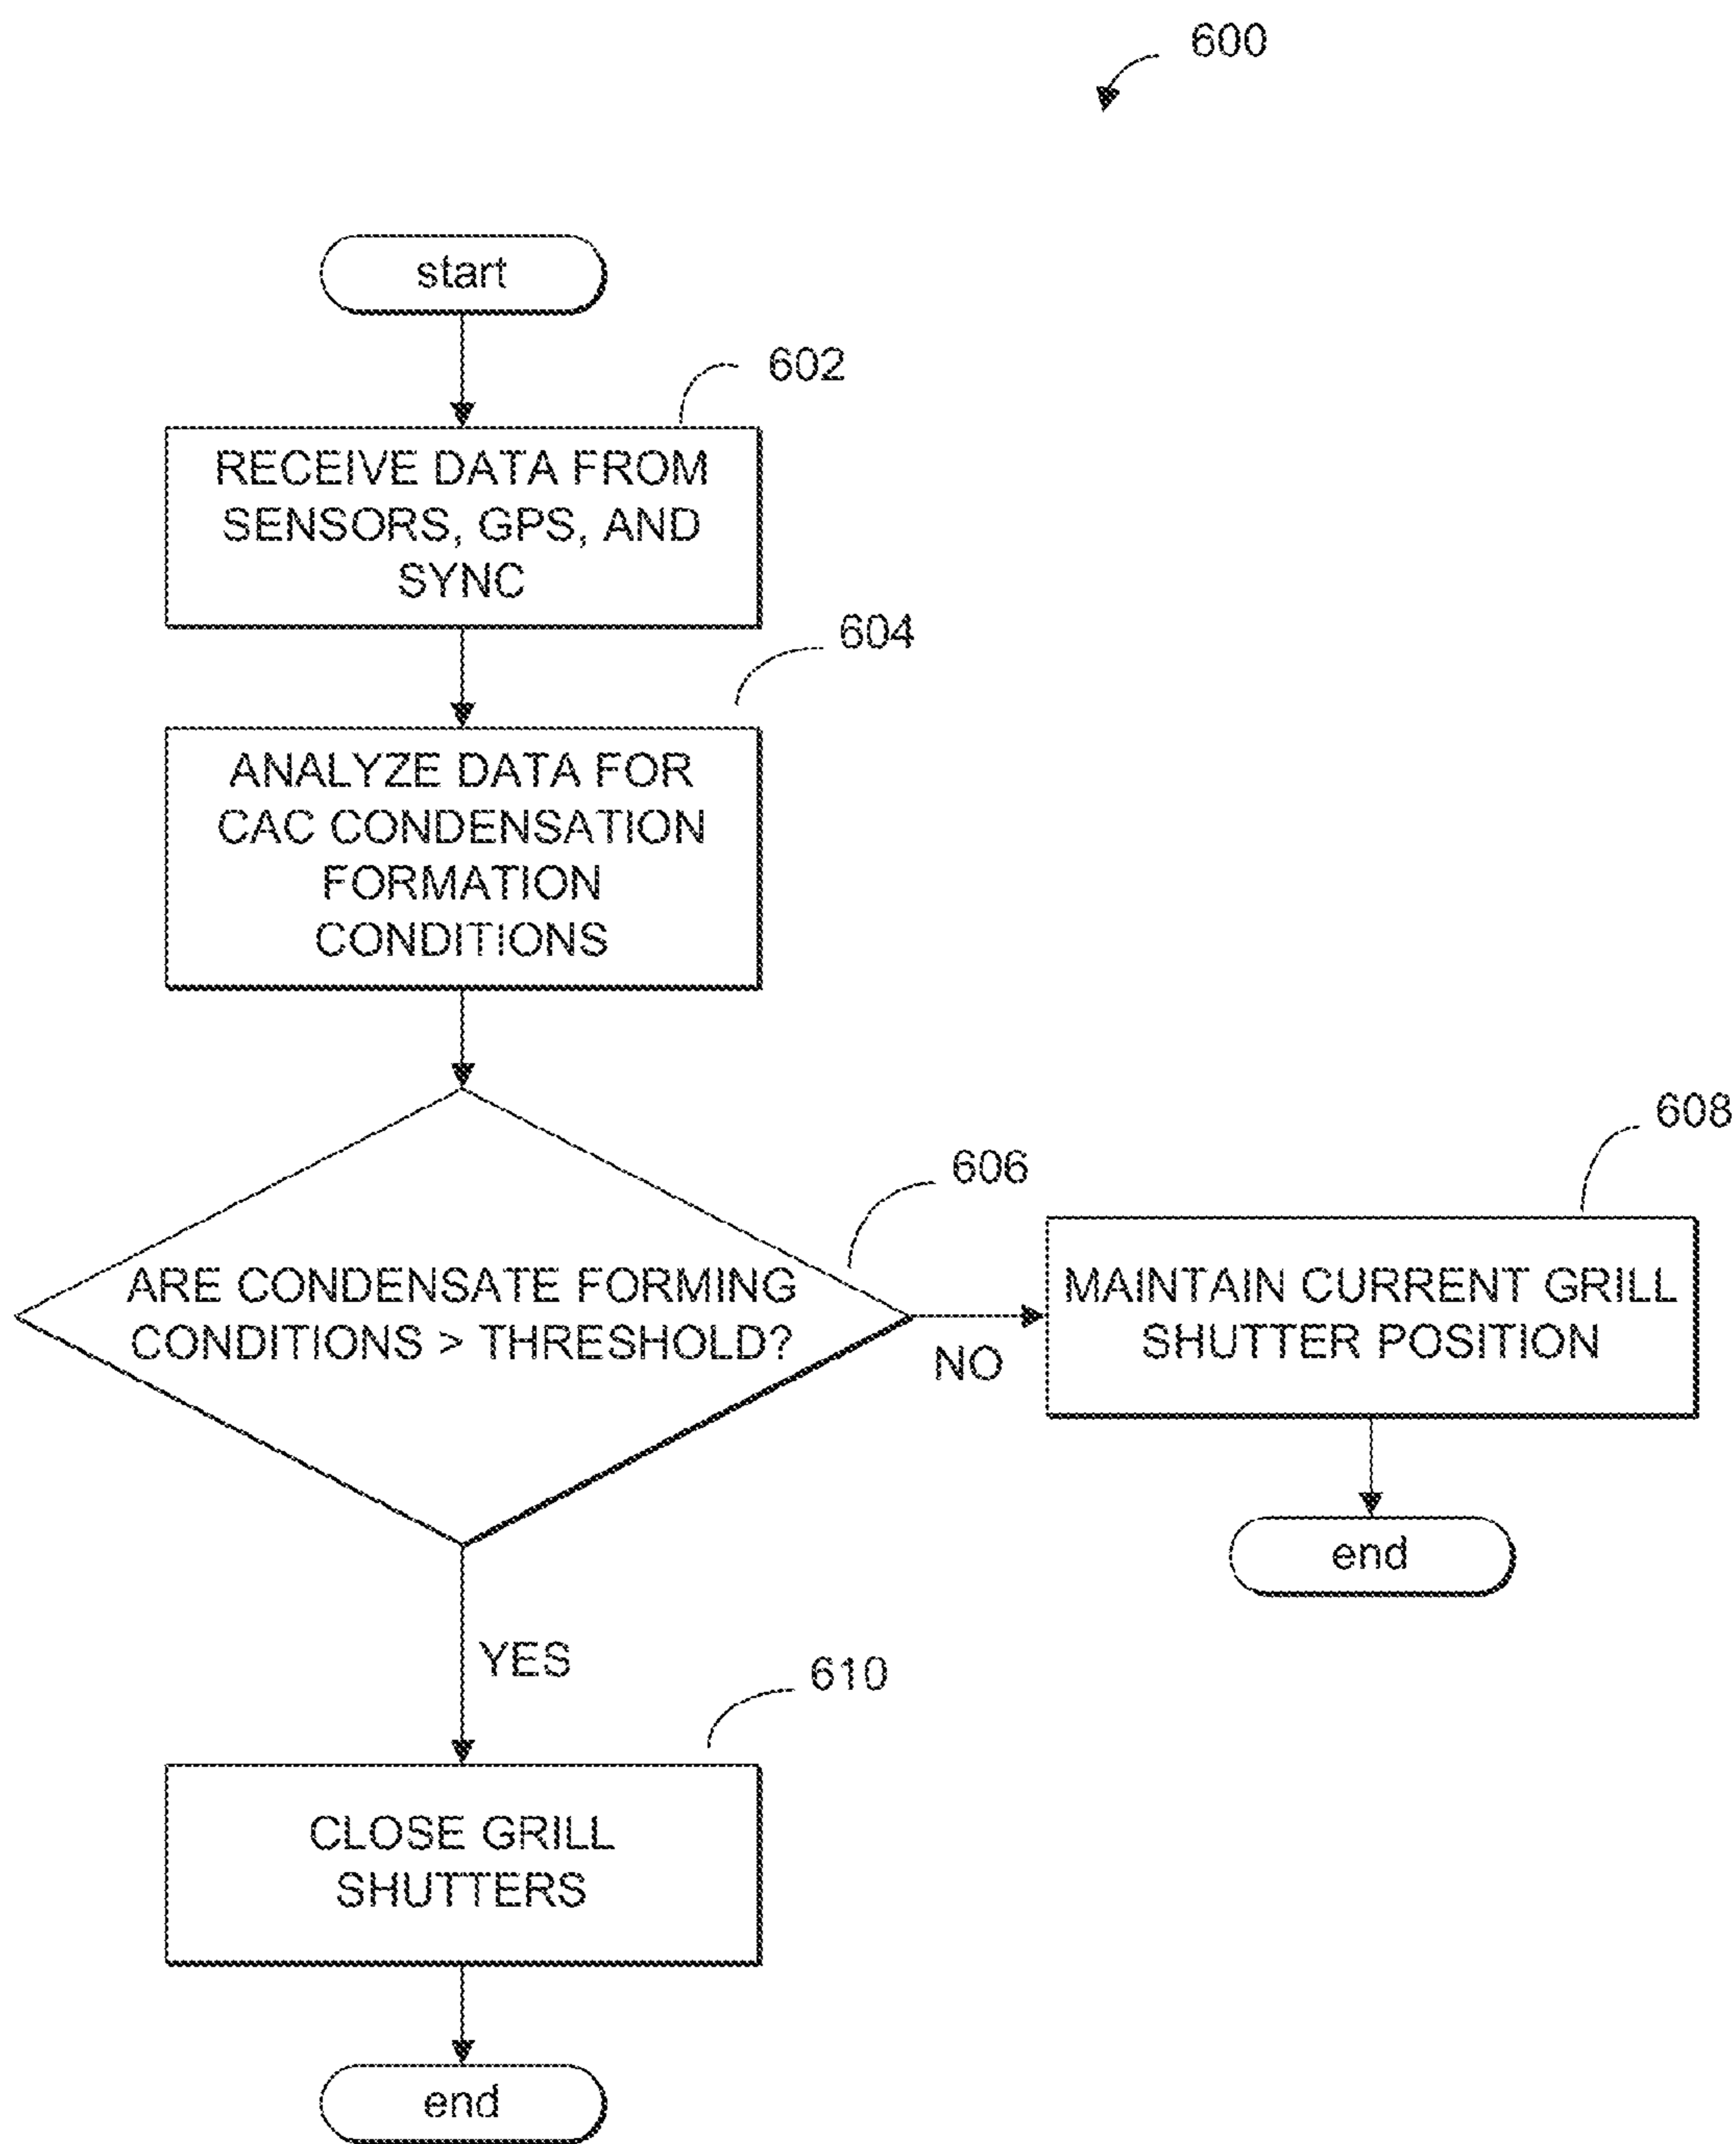 600
start
602
RECEIVE DATA FROM
SENSORS, GPS, AND
SYNC
604
ANALYZE DATA FOR
CAC CONDENSATION
FORMATION
CONDITIONS
606
ARE CONDENSATE FORMING
CONDITIONS > THRESHOLD?
NO
608
MAINTAIN CURRENT GRILL
SHUTTER POSITION
end
YES
610
CLOSE GRILL
SHUTTERS
end